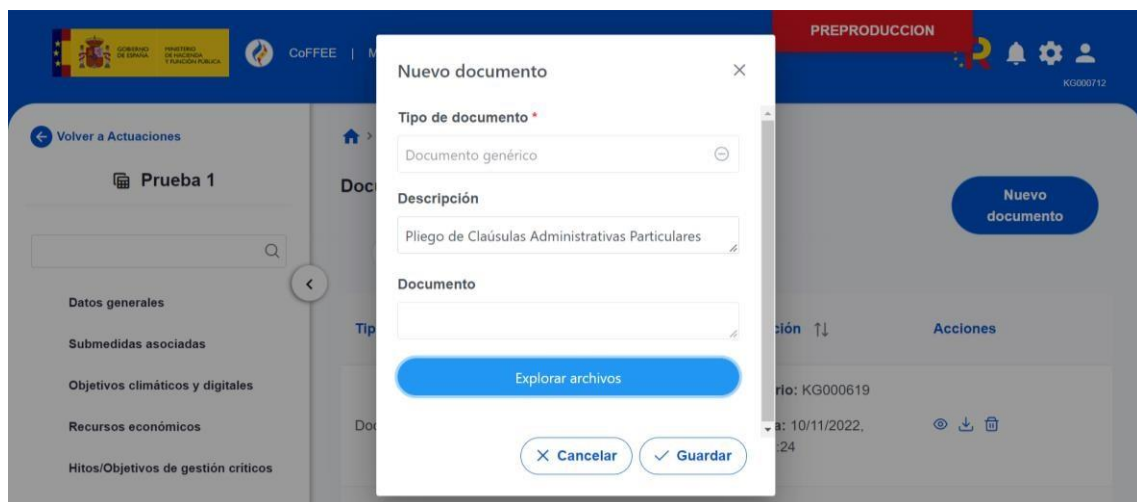 PREPRODUCCION
GOBIERNO DE ESPAÑA
MINISTERIO DE HACIENDA Y FUNCIÓN PÚBLICA
CoFFEE | M
KG000712
Nuevo documento
Tipo de documento *
Documento genérico
Descripción
Pliego de Claúsulas Administrativas Particulares
Documento
Explorar archivos
Cancelar
Guardar
Volver a Actuaciones
Prueba 1
Datos generales
Submedidas asociadas
Objetivos climáticos y digitales
Recursos económicos
Hitos/Objetivos de gestión críticos
Docu
Nuevo documento
Tip
ción
Acciones
rio: KG000619
Doc
a: 10/11/2022,
:24